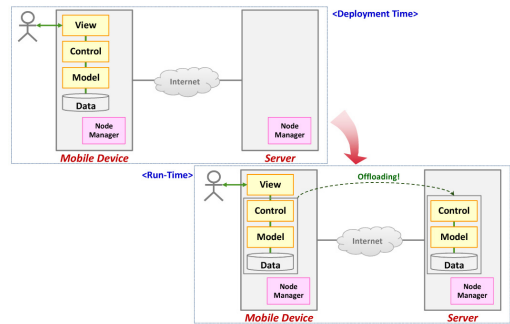 <Deployment Time>
View
Control
Model
Data
Internet
Node
Manager
Node
Manager
Mobile Device
Server
<Run-Time>
View
Offloading!
Control
Control
Model
Internet
Model
Data
Data
Node
Manager
Node
Manager
Mobile Device
Server